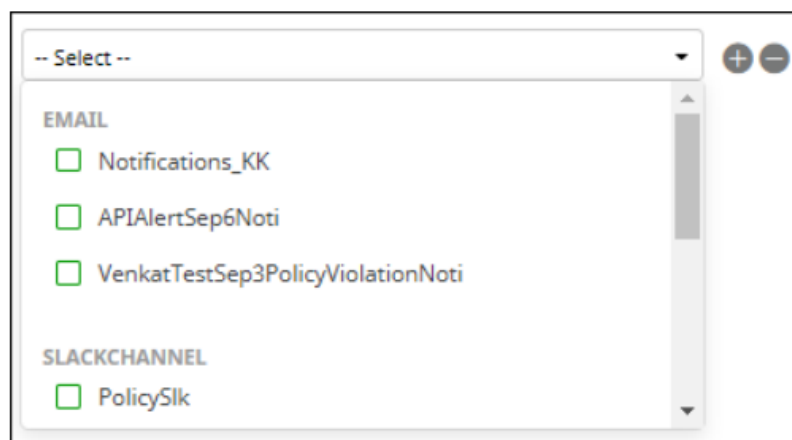 -- Select --
EMAIL
Notifications_KK
APIAlertSep6Noti
VenkatTestSep3PolicyViolationNoti
SLACKCHANNEL
PolicySlk